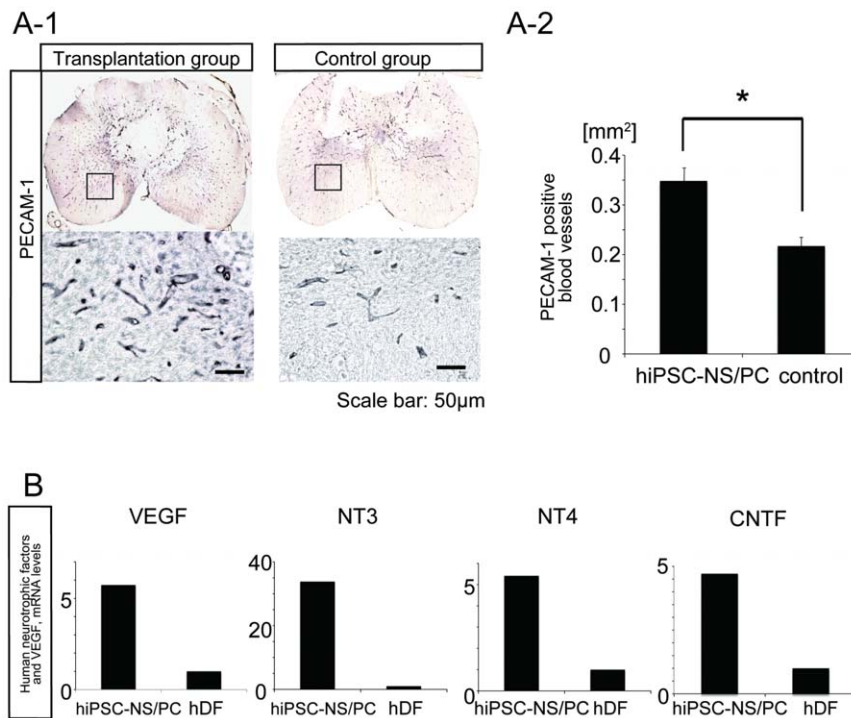 A-1
Transplantation group
Control group
PECAM-1
Scale bar: 50µm
A-2
*
[mm²]
0.4
0.3
0.2
0.1
0
PECAM-1 positive
blood vessels
hiPSC-NS/PC control
B
Human neurotrophic factors
and VEGF, mRNA levels
VEGF
5
0
hiPSC-NS/PC hDF
NT3
40
20
0
hiPSC-NS/PC hDF
NT4
5
0
hiPSC-NS/PC hDF
CNTF
5
0
hiPSC-NS/PC hDF